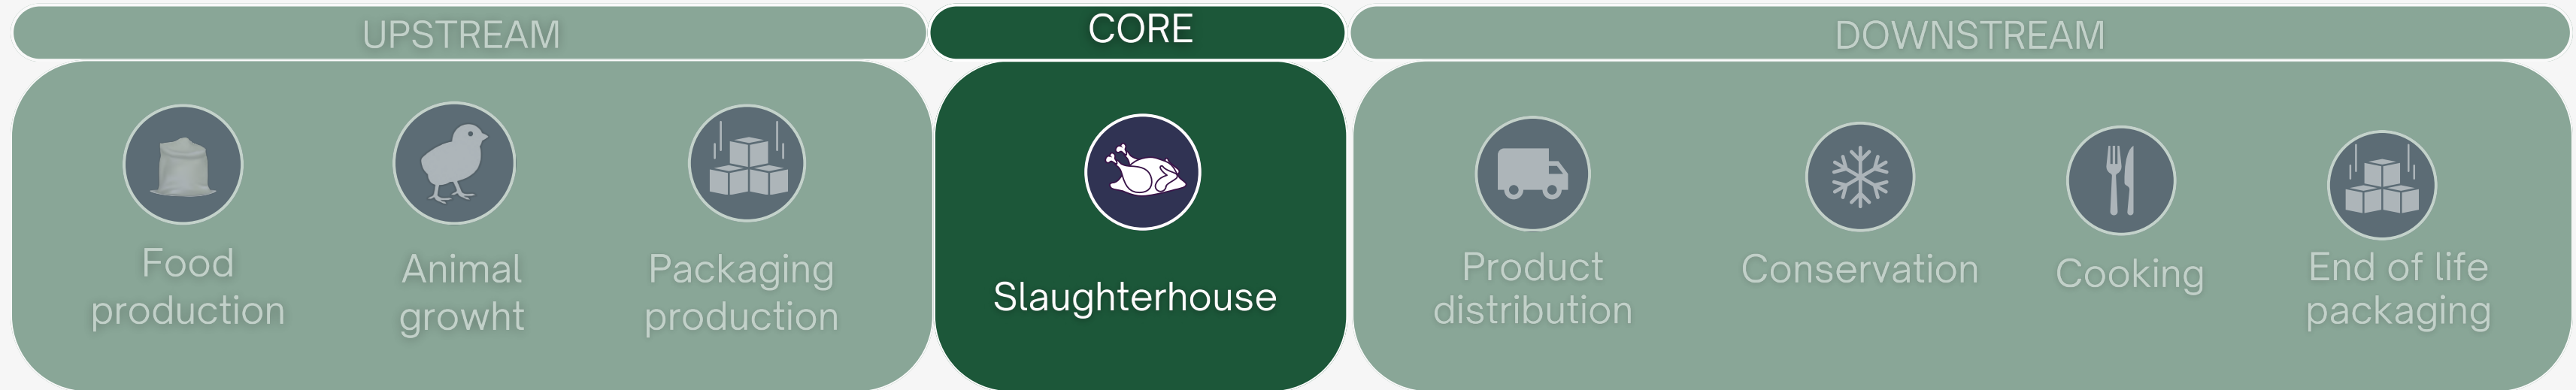 UPSTREAM
CORE
DOWNSTREAM
Food
production
Animal
growht
Packaging
production
Slaughterhouse
Product
distribution
Conservation
Cooking
End of life
packaging